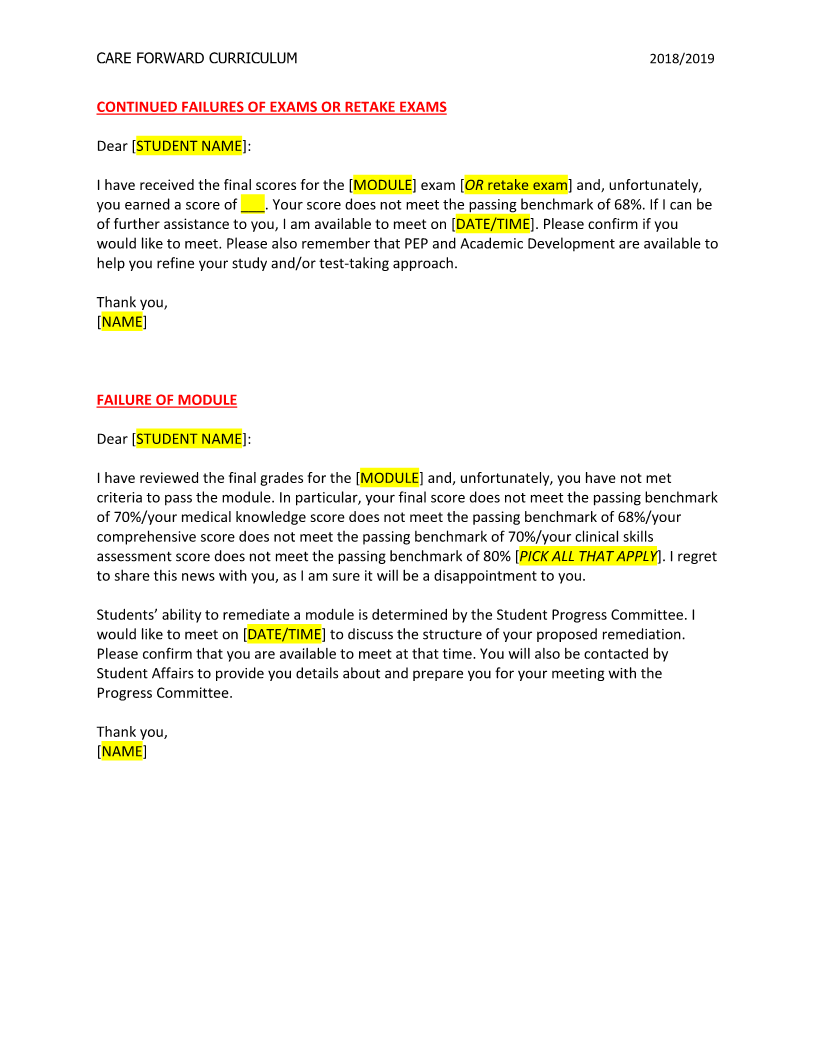 CARE FORWARD CURRICULUM 2018/2019
CONTINUED FAILURES OF EXAMS OR RETAKE EXAMS
Dear [STUDENT NAME]:
I have received the final scores for the [MODULE] exam [OR retake exam] and, unfortunately,
you earned a score of ___. Your score does not meet the passing benchmark of 68%. If I can be
of further assistance to you, I am available to meet on [DATE/TIME]. Please confirm if you
would like to meet. Please also remember that PEP and Academic Development are available to
help you refine your study and/or test-taking approach.
Thank you,
[NAME]
FAILURE OF MODULE
Dear [STUDENT NAME]:
I have reviewed the final grades for the [MODULE] and, unfortunately, you have not met
criteria to pass the module. In particular, your final score does not meet the passing benchmark
of 70%/your medical knowledge score does not meet the passing benchmark of 68%/your
comprehensive score does not meet the passing benchmark of 70%/your clinical skills
assessment score does not meet the passing benchmark of 80% [PICK ALL THAT APPLY]. I regret
to share this news with you, as I am sure it will be a disappointment to you.
Students’ ability to remediate a module is determined by the Student Progress Committee. I
would like to meet on [DATE/TIME] to discuss the structure of your proposed remediation.
Please confirm that you are available to meet at that time. You will also be contacted by
Student Affairs to provide you details about and prepare you for your meeting with the
Progress Committee.
Thank you,
[NAME]